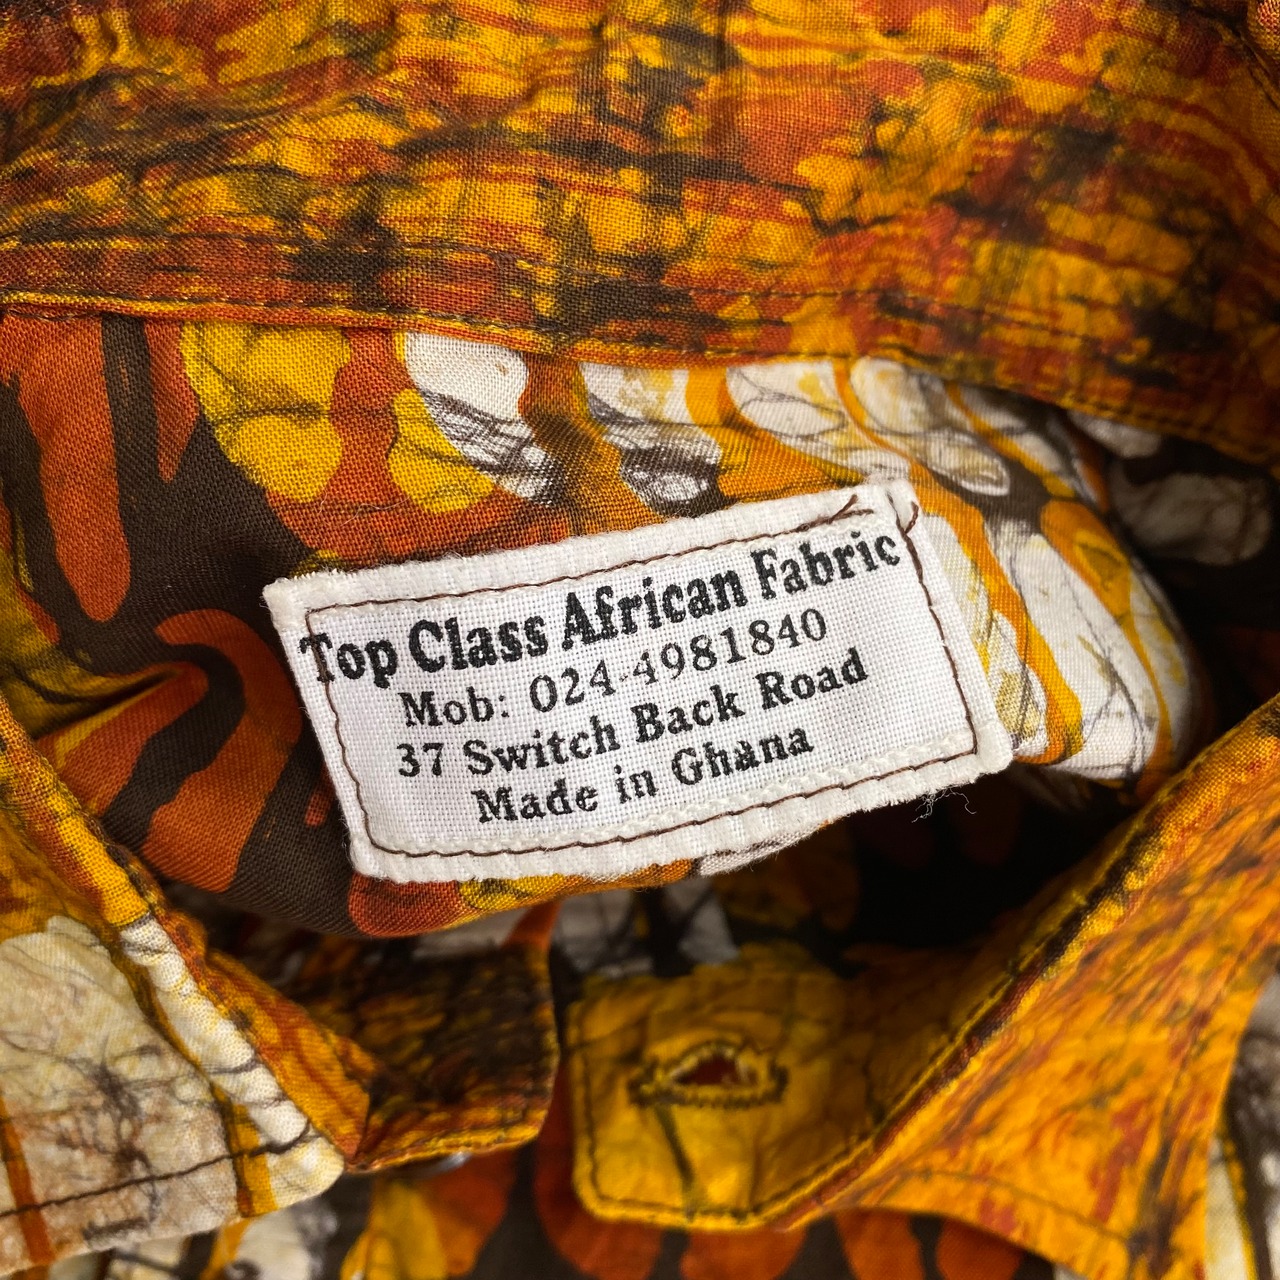 Top Class African Fabric
Mob: 024-4981840
37 Switch Back Road
Made in Ghana